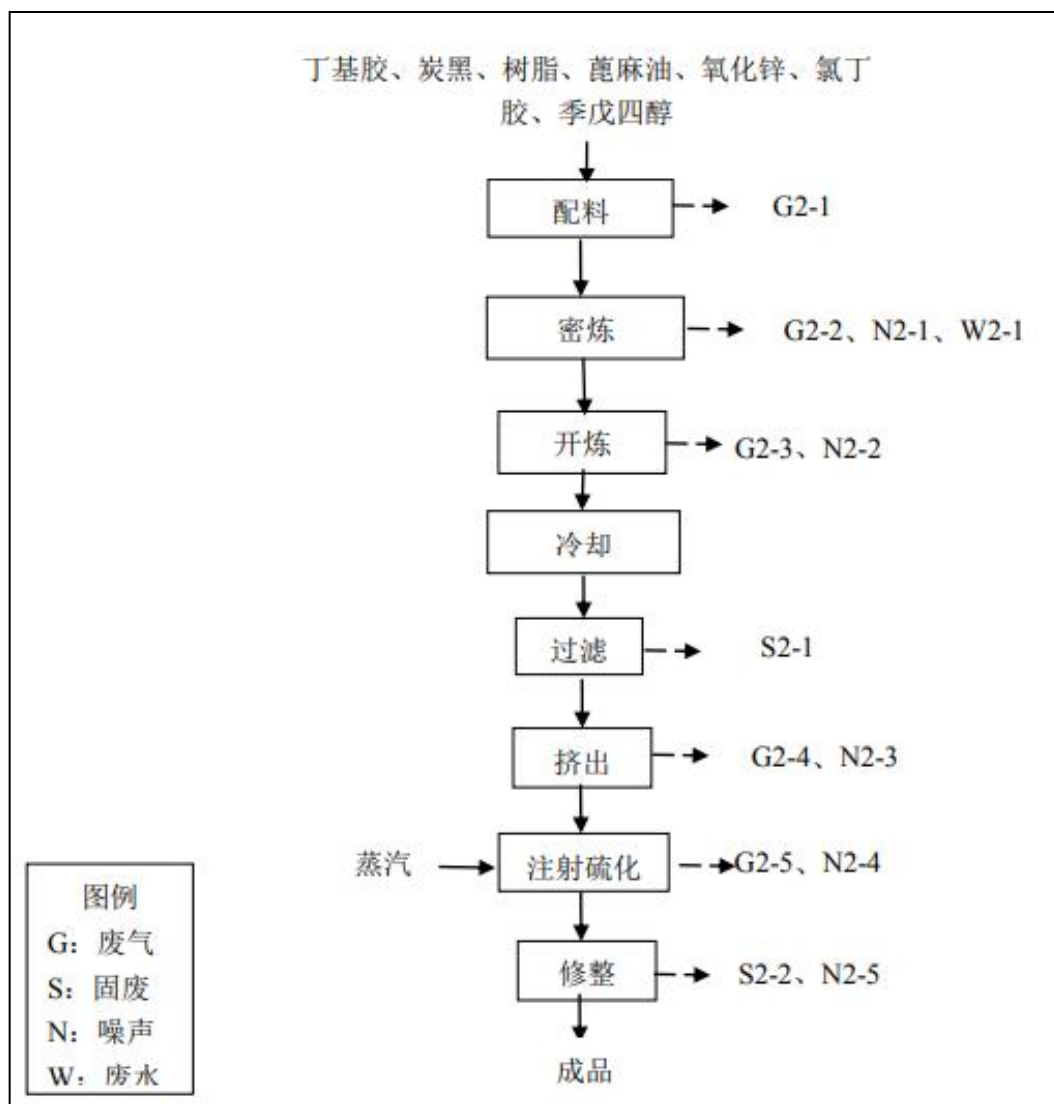 丁基胶、炭黑、树脂、蓖麻油、氧化锌、氯丁
胶、季戊四醇
配料
G2-1
密炼
G2-2、N2-1、W2-1
开炼
G2-3、N2-2
冷却
过滤
S2-1
挤出
G2-4、N2-3
蒸汽
注射硫化
G2-5、N2-4
修整
S2-2、N2-5
成品
图例
G：废气
S：固废
N：噪声
W：废水